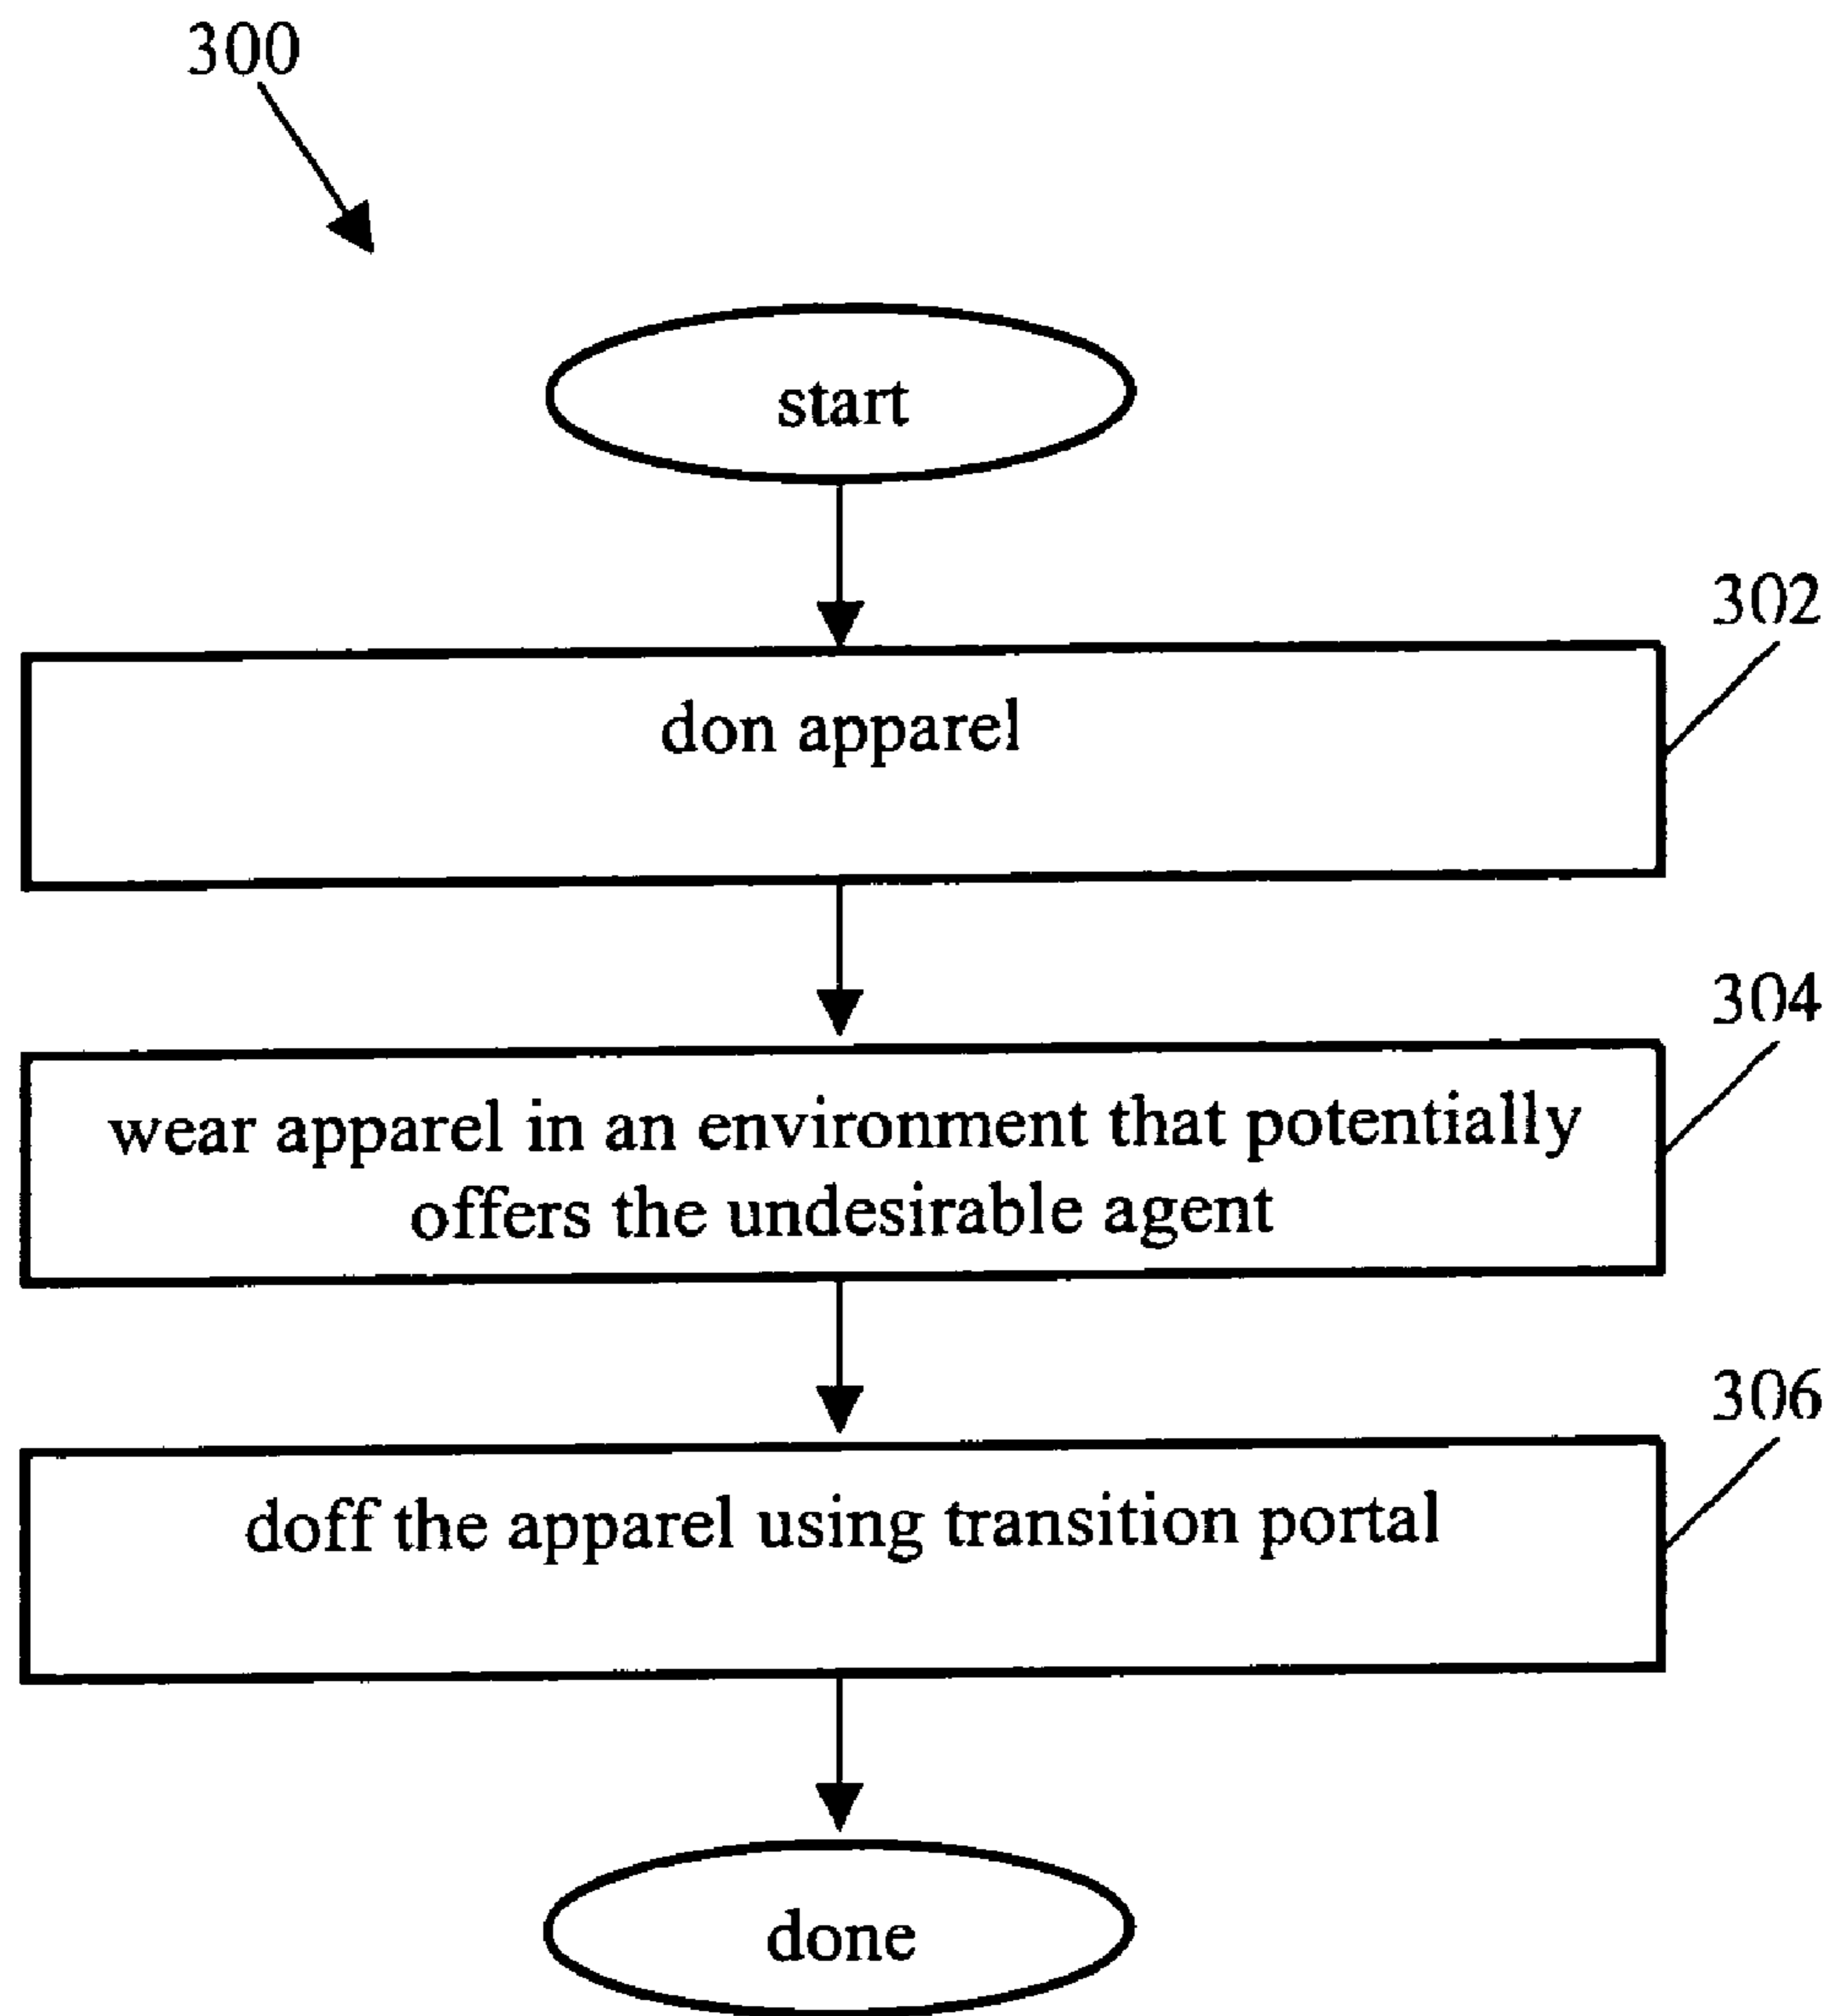 300
start
302
don apparel
304
wear apparel in an environment that potentially
offers the undesirable agent
306
doff the apparel using transition portal
done